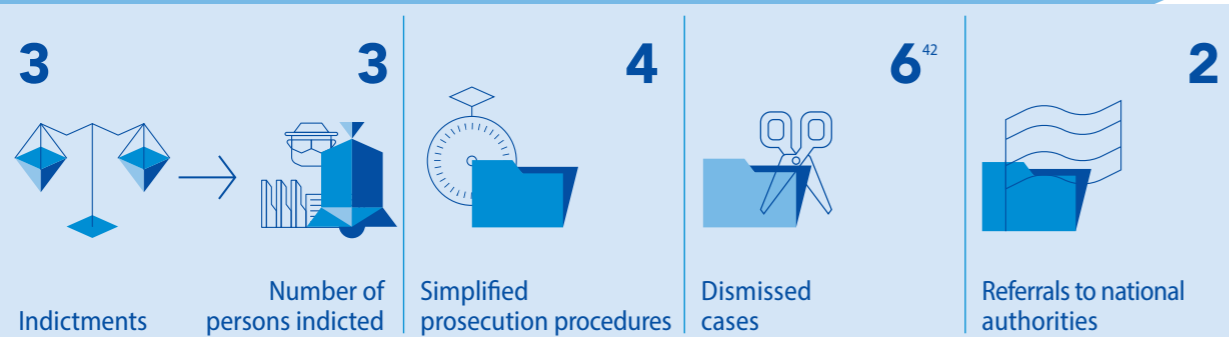 3
3
4
6 42
2
Indictments
Number of
persons indicted
Simplified
prosecution procedures
Dismissed
cases
Referrals to national
authorities